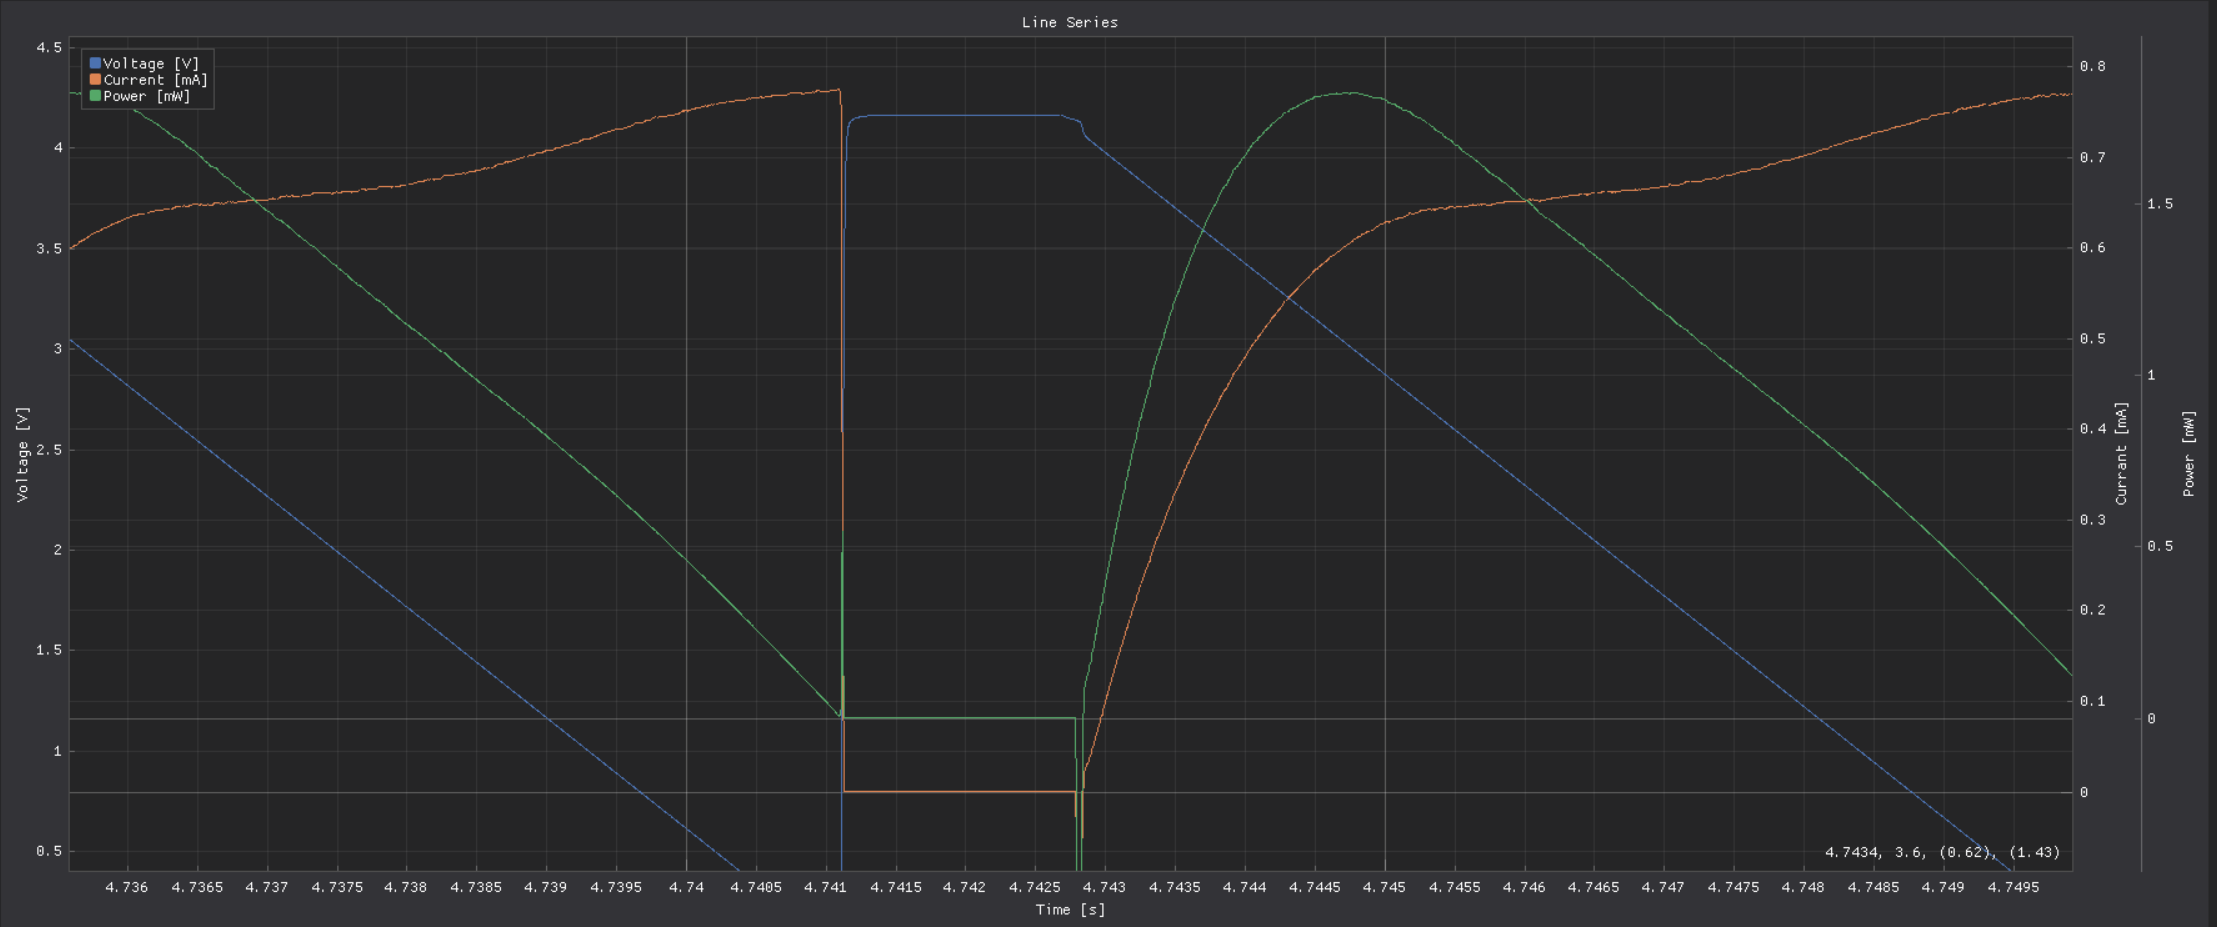 Line Series
Voltage [V]
Current [mA]
Power [mW]
4.5
4
3.5
3
2.5
2
1.5
1
0.5
Voltage [V]
0.8
0.7
0.6
0.5
0.4
0.3
0.2
0.1
0
Currant [mA]
1.5
1
0.5
0
Power [mW]
4.7434, 3.6, (0.62), (1.43)
4.736 4.7365 4.737 4.7375 4.738 4.7385 4.739 4.7395 4.74 4.7405 4.741 4.7415 4.742 4.7425 4.743 4.7435 4.744 4.7445 4.745 4.7455 4.746 4.7465 4.747 4.7475 4.748 4.7485 4.749 4.7495
Time [s]